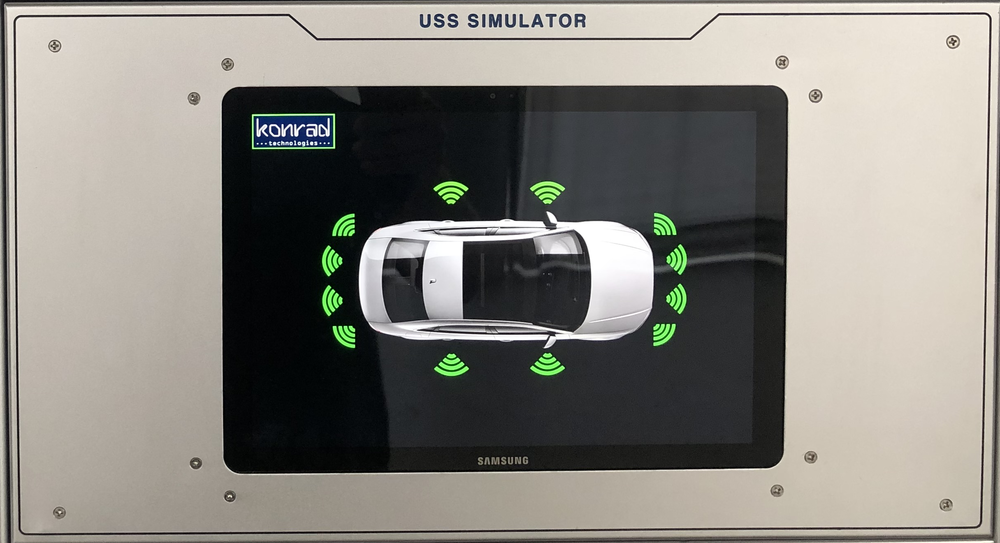 USS SIMULATOR
konrad
···technologies···
SAMSUNG